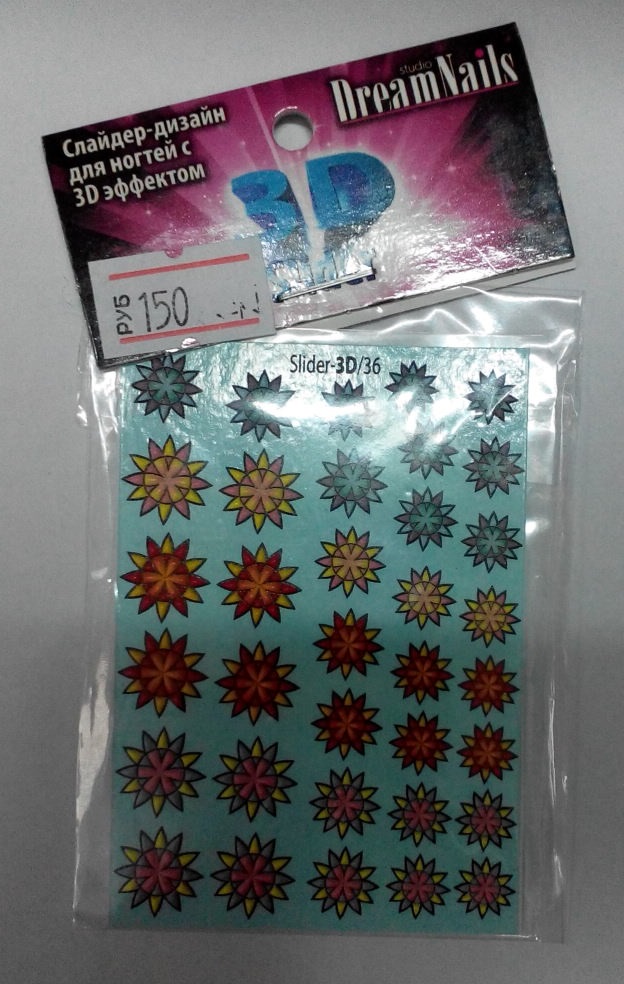 studio
DreamNails
Слайдер-дизайн
для ногтей с
3D эффектом
3D
РУБ 150
Slider-3D/36